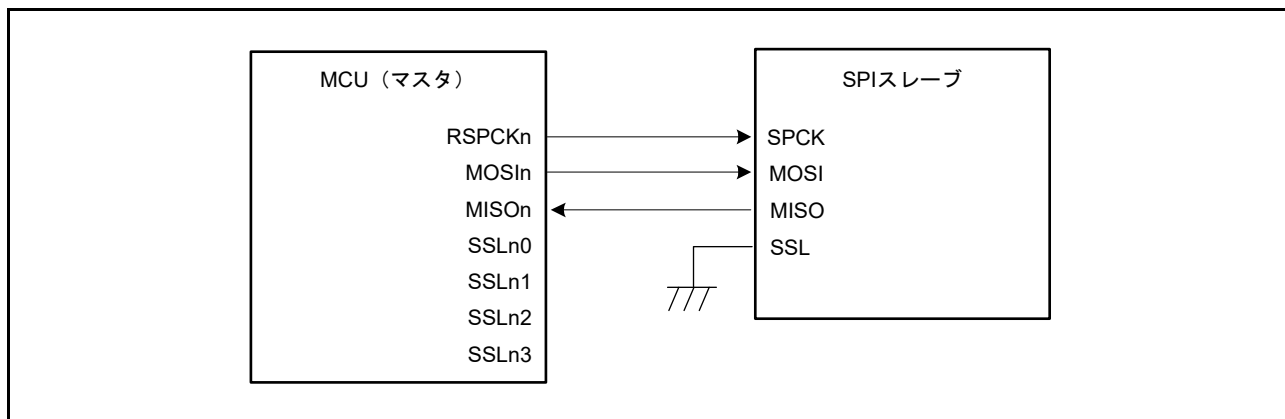 MCU（マスタ）
RSPCKn
MOSIn
MISOn
SSLn0
SSLn1
SSLn2
SSLn3
SPIスレーブ
SPCK
MOSI
MISO
SSL